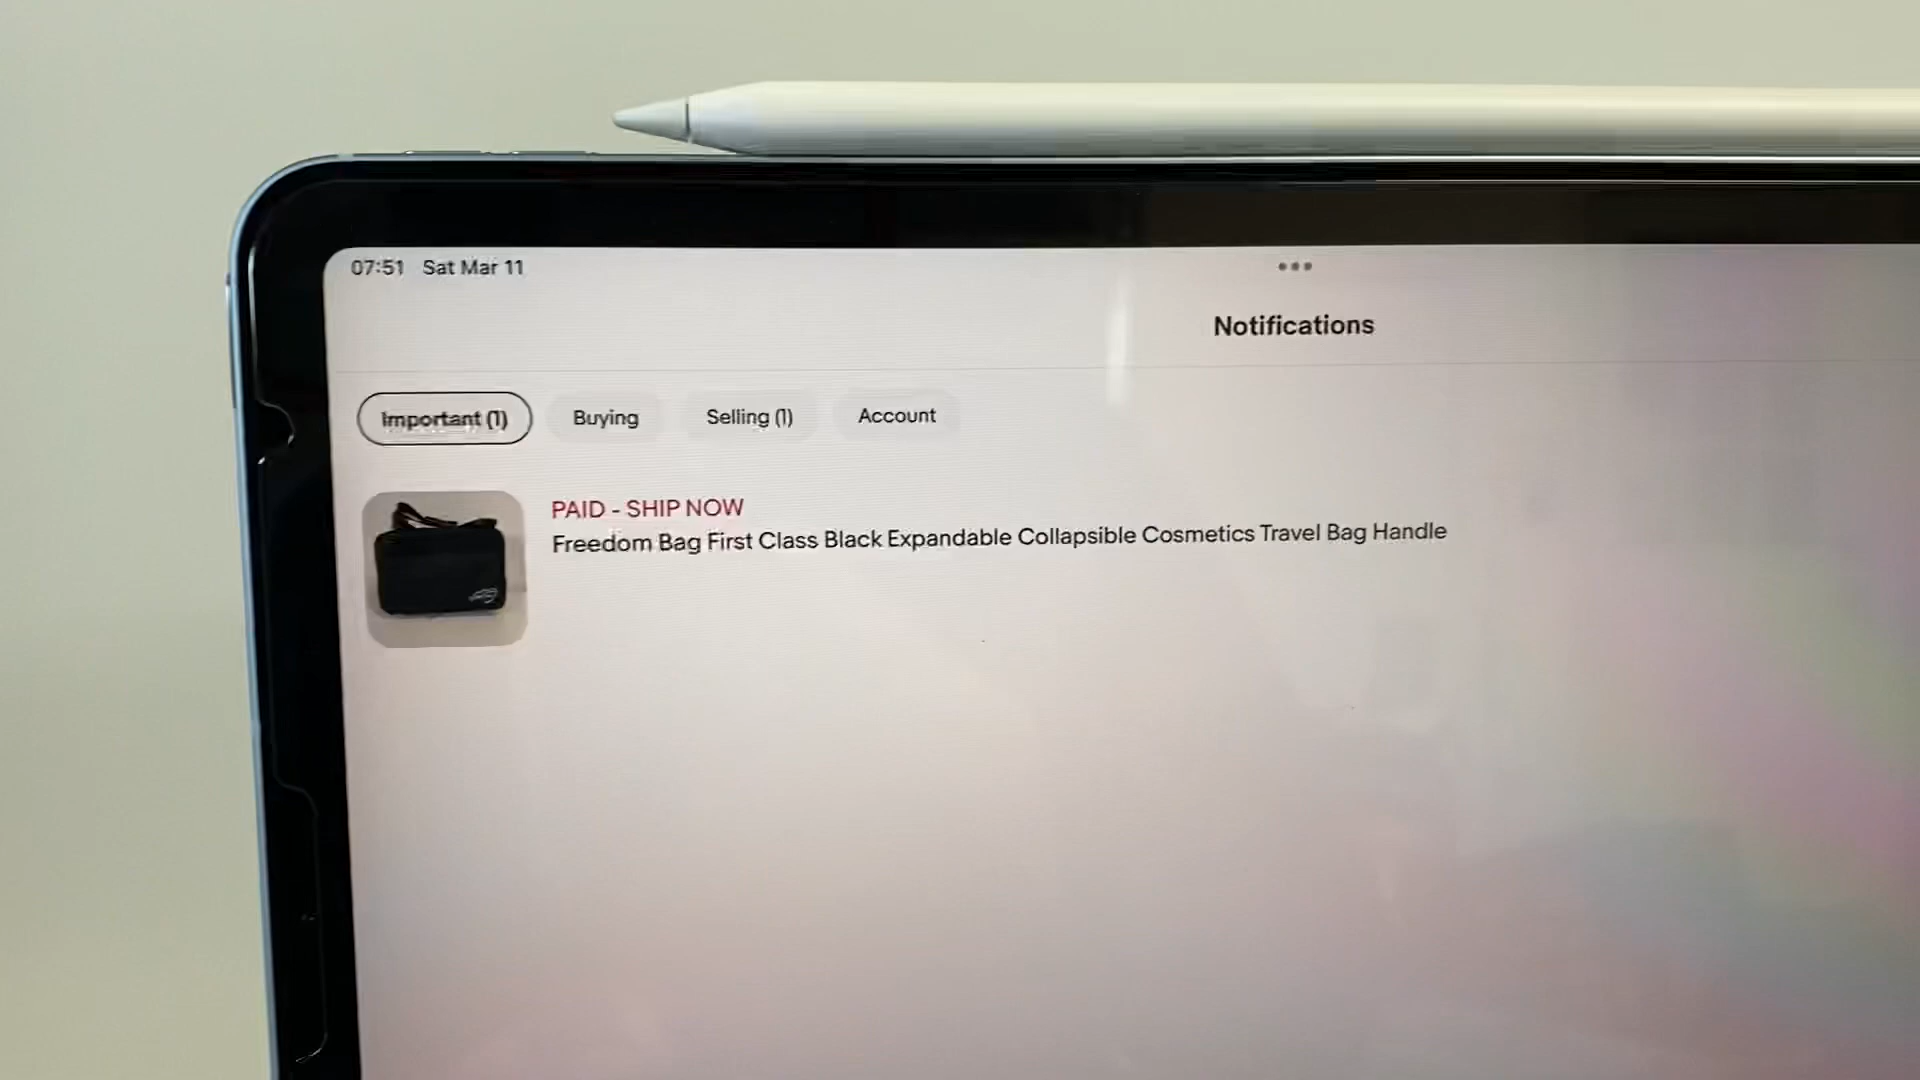 07:51 Sat Mar 11
Notifications
Important (1) Buying Selling (1) Account
PAID - SHIP NOW
Freedom Bag First Class Black Expandable Collapsible Cosmetics Travel Bag Handle